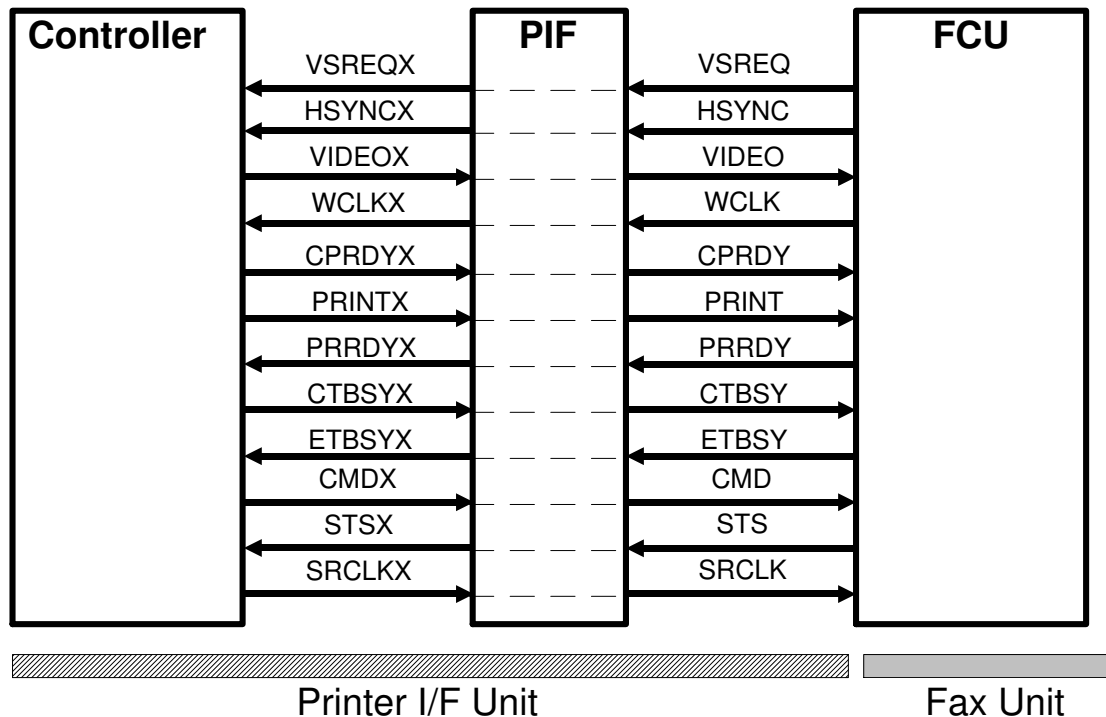 Controller PIF FCU
VSREQX VSREQ
HSYNCX HSYNC
VIDEOX VIDEO
WCLKX WCLK
CPRDYX CPRDY
PRINTX PRINT
PRRDYX PRRDY
CTBSYX CTBSY
ETBSYX ETBSY
CMDX CMD
STSX STS
SRCLKX SRCLK
Printer I/F Unit Fax Unit